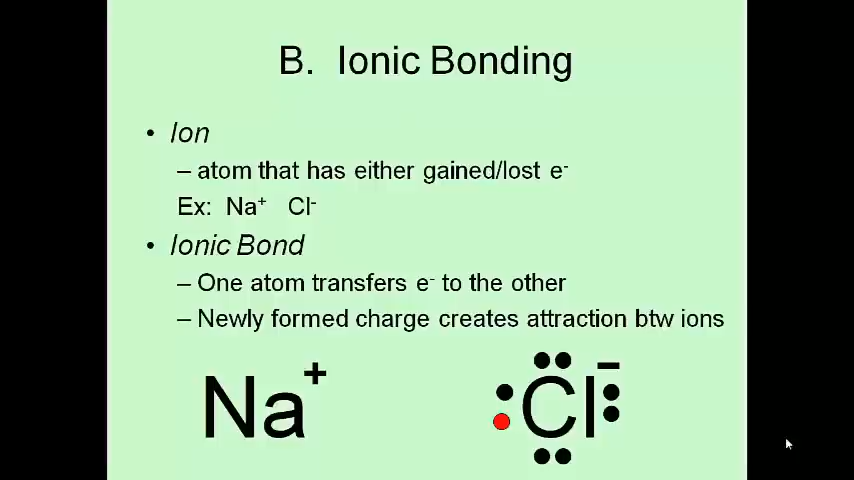 B. Ionic Bonding
• Ion
– atom that has either gained/lost e⁻
Ex: Na⁺ Cl⁻
• Ionic Bond
– One atom transfers e⁻ to the other
– Newly formed charge creates attraction btw ions
Na⁺ Cl⁻